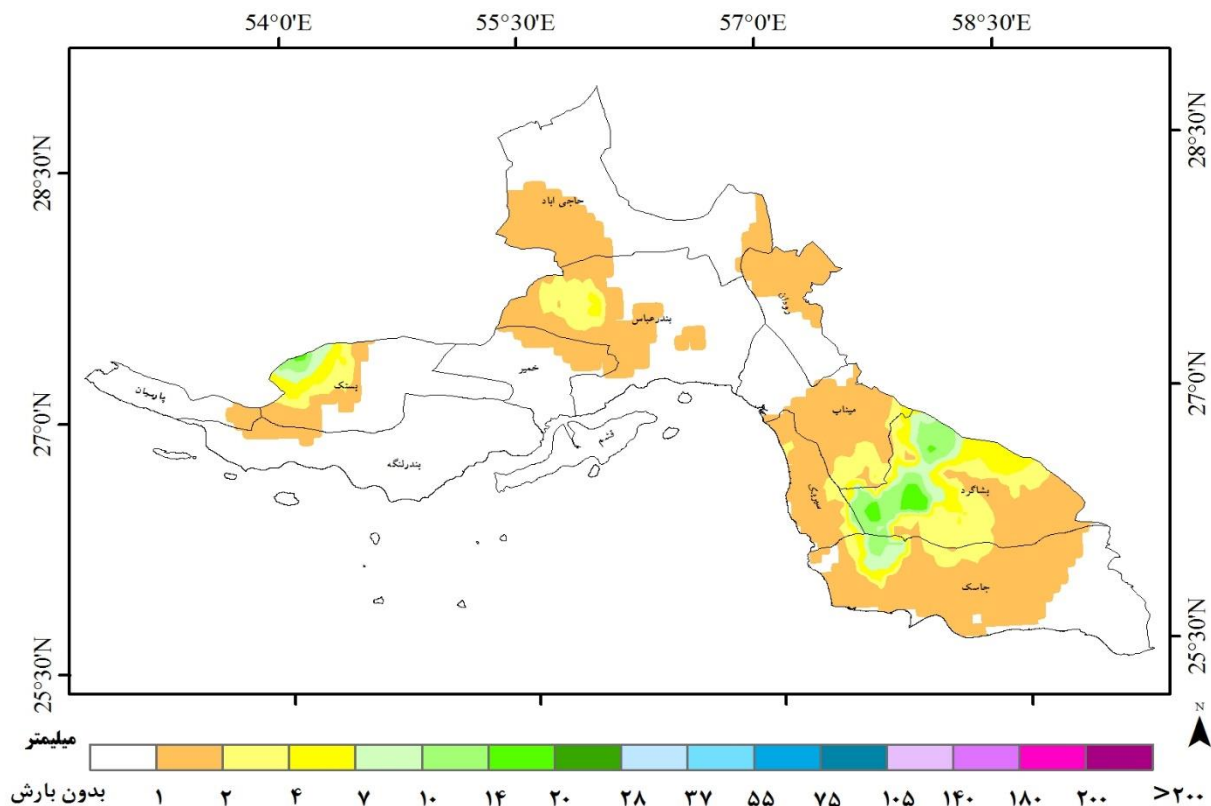 54°0'E 55°30'E 57°0'E 58°30'E
28°30'N 28°30'N
حاجی اباد
رودان
بندرعباس
خمیر
بستک
پارسیان
27°0'N 27°0'N
میناب
قشم
بندرلنگه
سیریک
بشاگرد
جاسک
25°30'N 25°30'N
N
میلیمتر
بدون بارش ۱ ۲ ۴ ۷ ۱۰ ۱۴ ۲۰ ۲۸ ۳۷ ۵۵ ۷۵ ۱۰۵ ۱۴۰ ۱۸۰ ۲۰۰ >۲۰۰